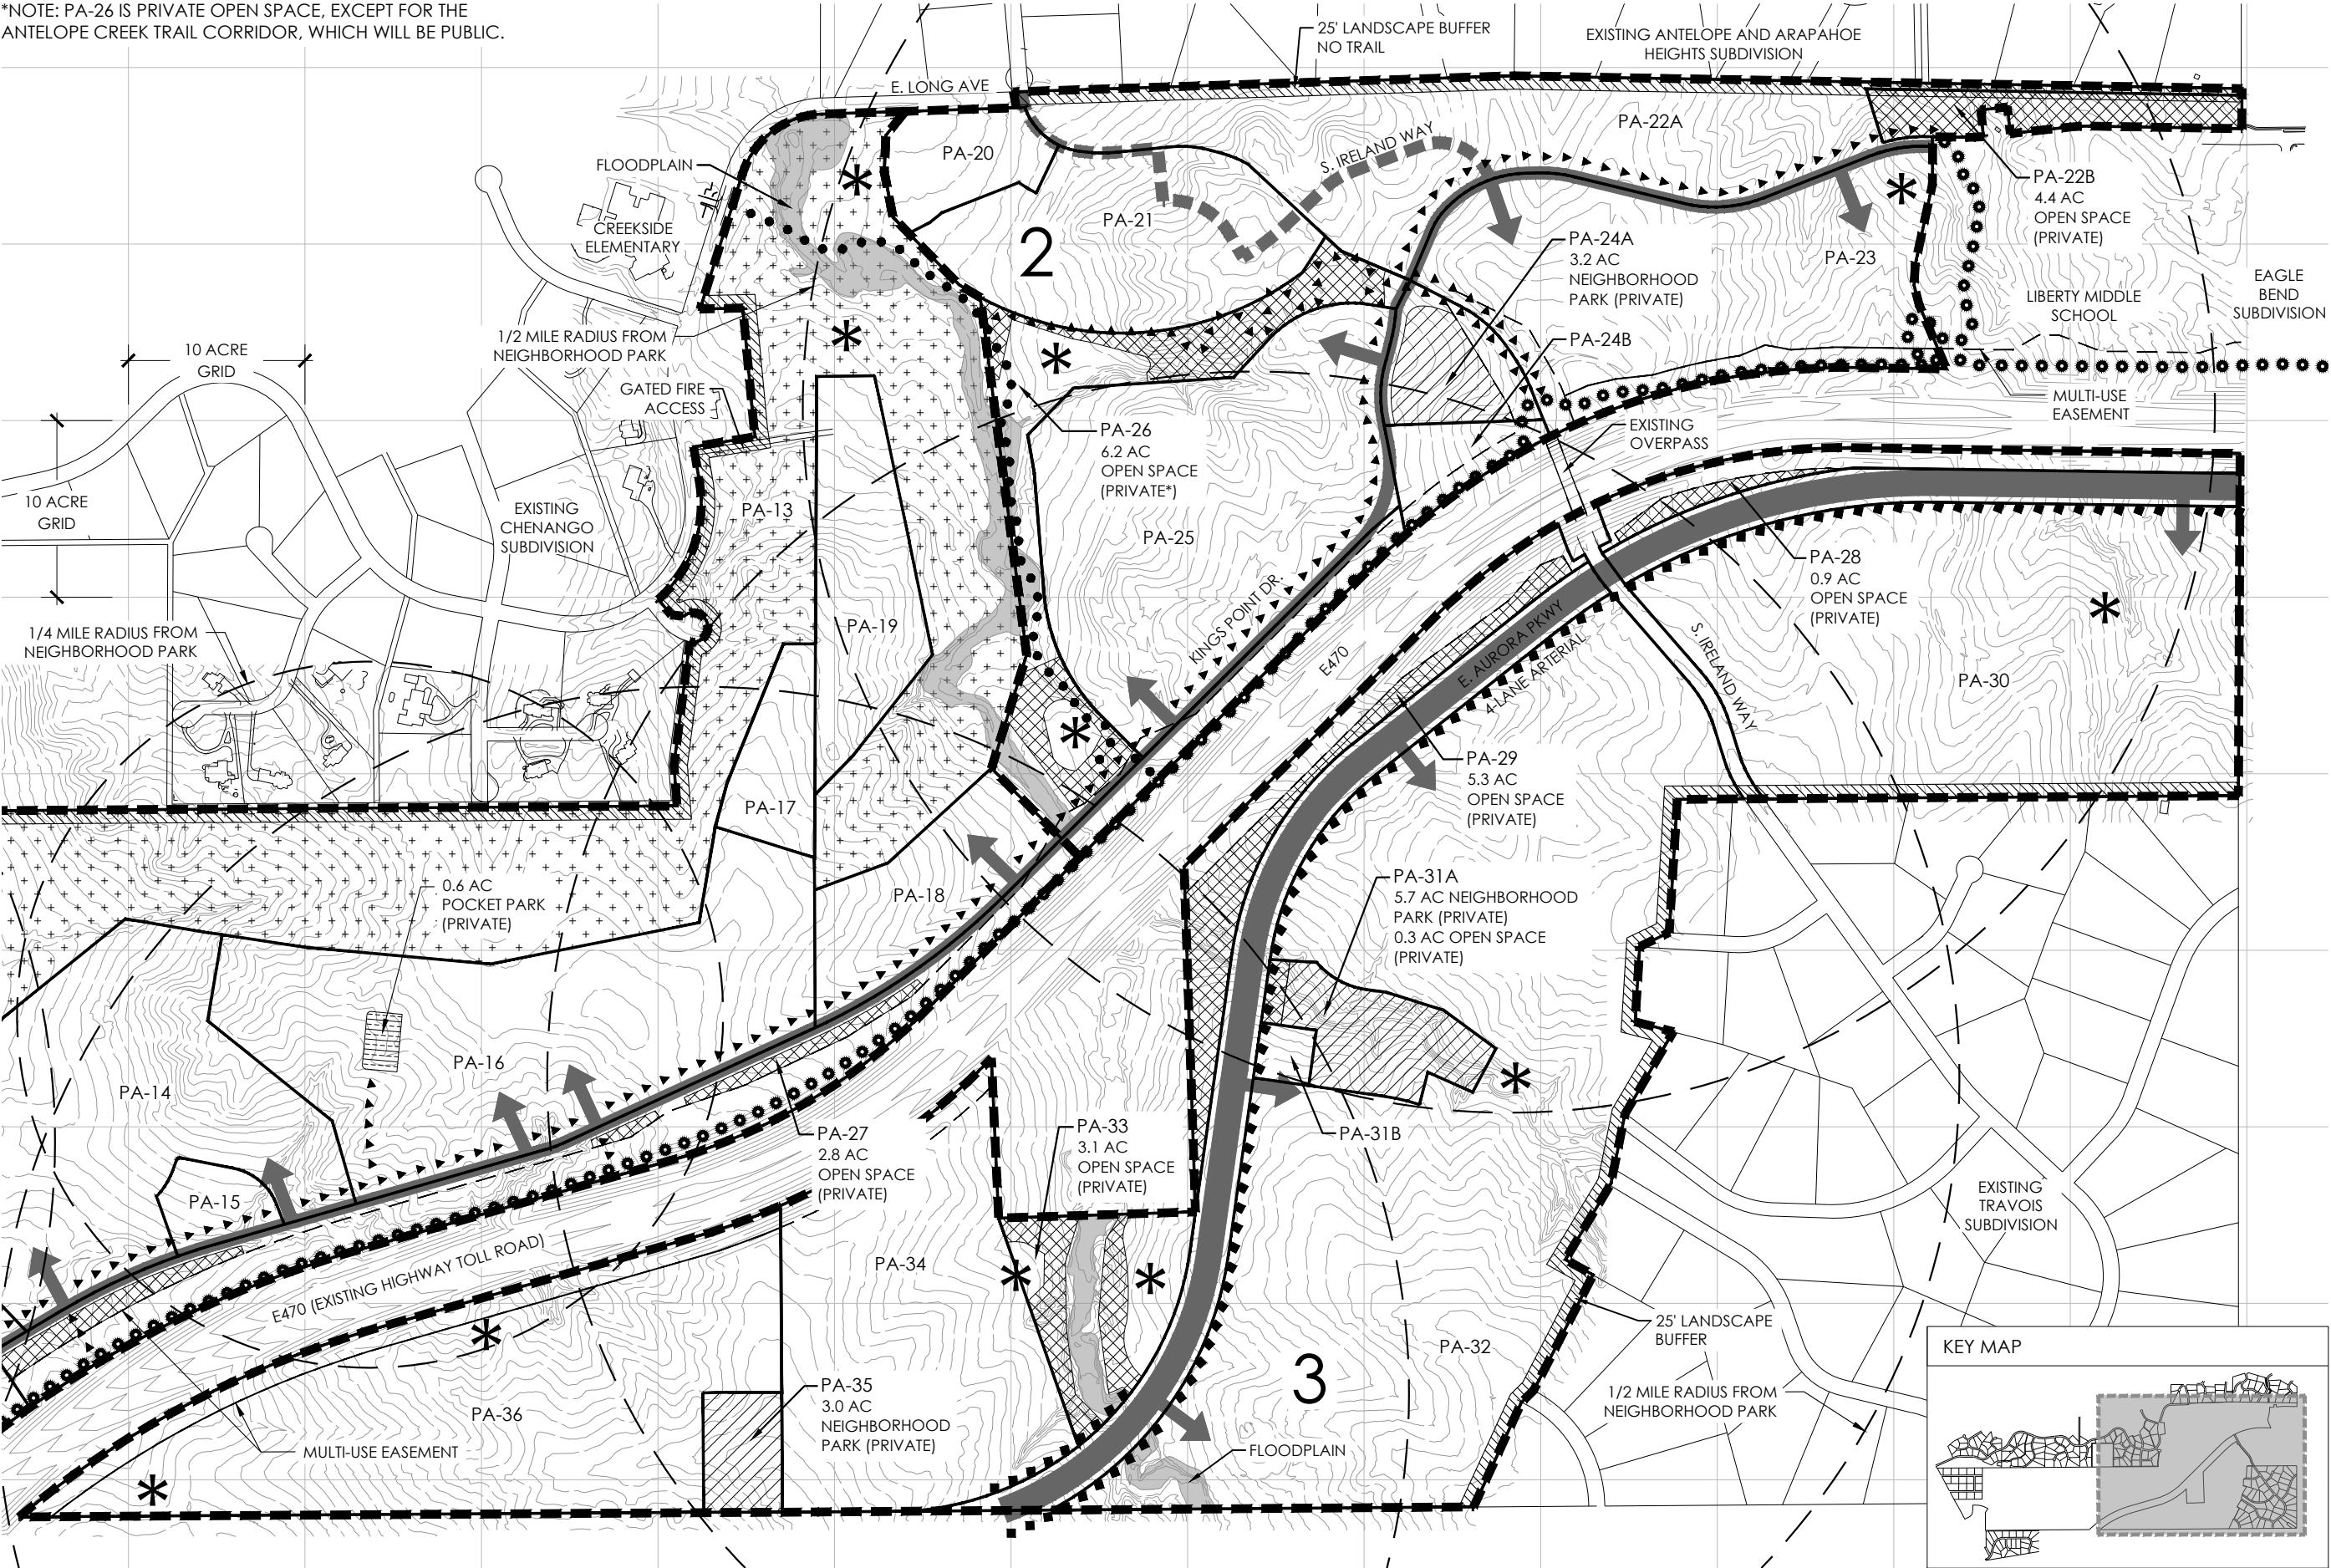 *NOTE: PA-26 IS PRIVATE OPEN SPACE, EXCEPT FOR THE
ANTELOPE CREEK TRAIL CORRIDOR, WHICH WILL BE PUBLIC.
25' LANDSCAPE BUFFER
NO TRAIL
EXISTING ANTELOPE AND ARAPAHOE
HEIGHTS SUBDIVISION
E. LONG AVE
PA-22A
PA-20
S. IRELAND WAY
FLOODPLAIN
PA-22B
4.4 AC
OPEN SPACE
(PRIVATE)
CREEKSIDE
ELEMENTARY
PA-21
2
PA-24A
3.2 AC
NEIGHBORHOOD
PARK (PRIVATE)
PA-23
EAGLE
BEND
SUBDIVISION
LIBERTY MIDDLE
SCHOOL
1/2 MILE RADIUS FROM
NEIGHBORHOOD PARK
PA-24B
10 ACRE
GRID
GATED FIRE
ACCESS
MULTI-USE
EASEMENT
PA-26
6.2 AC
OPEN SPACE
(PRIVATE*)
EXISTING
OVERPASS
10 ACRE
GRID
EXISTING
CHENANGO
SUBDIVISION
PA-13
PA-25
PA-28
0.9 AC
OPEN SPACE
(PRIVATE)
1/4 MILE RADIUS FROM
NEIGHBORHOOD PARK
PA-19
KINGS POINT DR.
E470
E. AURORA PKWY
4-LANE ARTERIAL
S. IRELAND WAY
PA-30
PA-29
5.3 AC
OPEN SPACE
(PRIVATE)
PA-17
0.6 AC
POCKET PARK
(PRIVATE)
PA-18
PA-31A
5.7 AC NEIGHBORHOOD
PARK (PRIVATE)
0.3 AC OPEN SPACE
(PRIVATE)
PA-16
PA-14
PA-27
2.8 AC
OPEN SPACE
(PRIVATE)
PA-33
3.1 AC
OPEN SPACE
(PRIVATE)
PA-31B
PA-15
EXISTING
TRAVOIS
SUBDIVISION
E470 (EXISTING HIGHWAY TOLL ROAD)
PA-34
25' LANDSCAPE
BUFFER
PA-32
KEY MAP
3
PA-35
3.0 AC
NEIGHBORHOOD
PARK (PRIVATE)
1/2 MILE RADIUS FROM
NEIGHBORHOOD PARK
PA-36
MULTI-USE EASEMENT
FLOODPLAIN